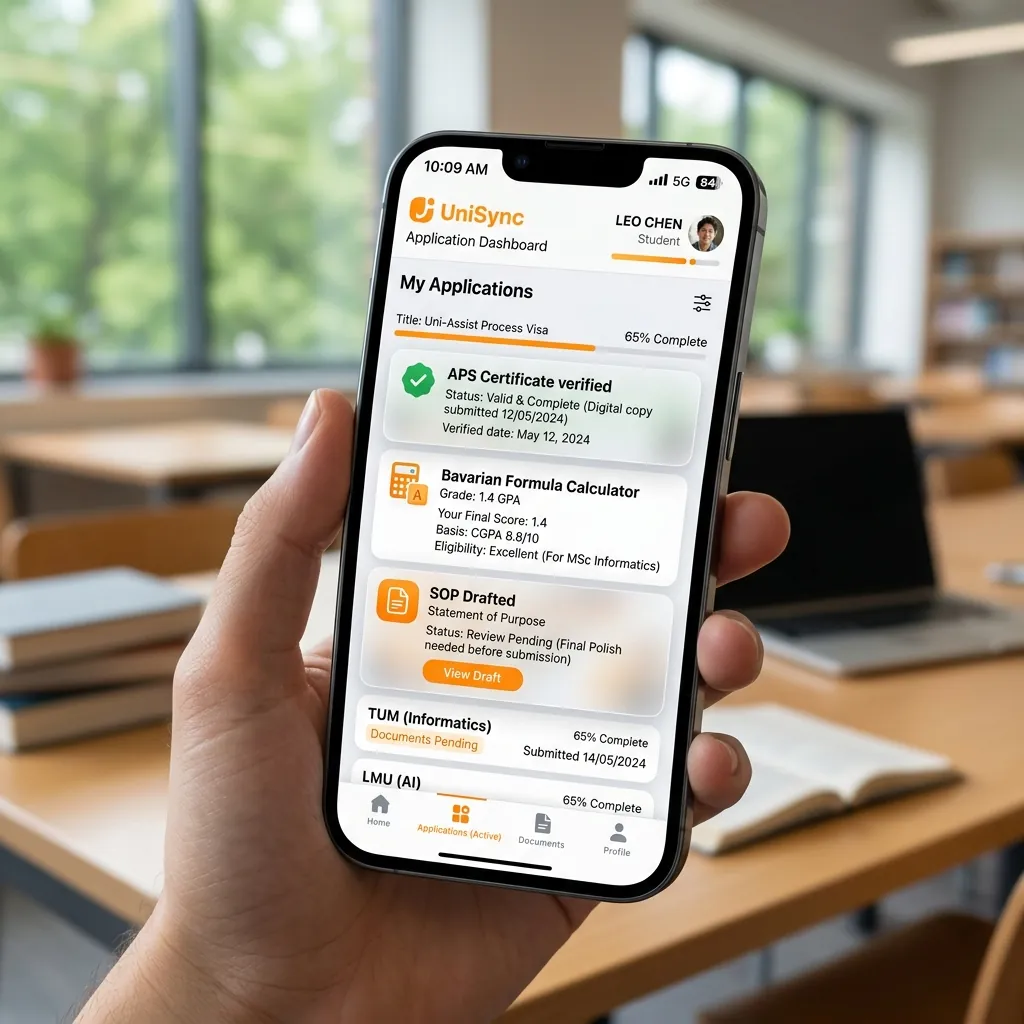 10:09 AM
5G 84
UniSync
LEO CHEN
Application Dashboard
Student
My Applications
Title: Uni-Assist Process Visa
65% Complete
APS Certificate verified
Status: Valid & Complete (Digital copy
submitted 12/05/2024)
Verified date: May 12, 2024
Bavarian Formula Calculator
Grade: 1.4 GPA
A
Your Final Score: 1.4
Basis: CGPA 8.8/10
Eligibility: Excellent (For MSc Informatics)
SOP Drafted
Statement of Purpose
Status: Review Pending (Final Polish
needed before submission)
View Draft
TUM (Informatics)
65% Complete
Documents Pending
Submitted 14/05/2024
LMU (AI)
65% Complete
Home
Applications (Active)
Documents
Profile